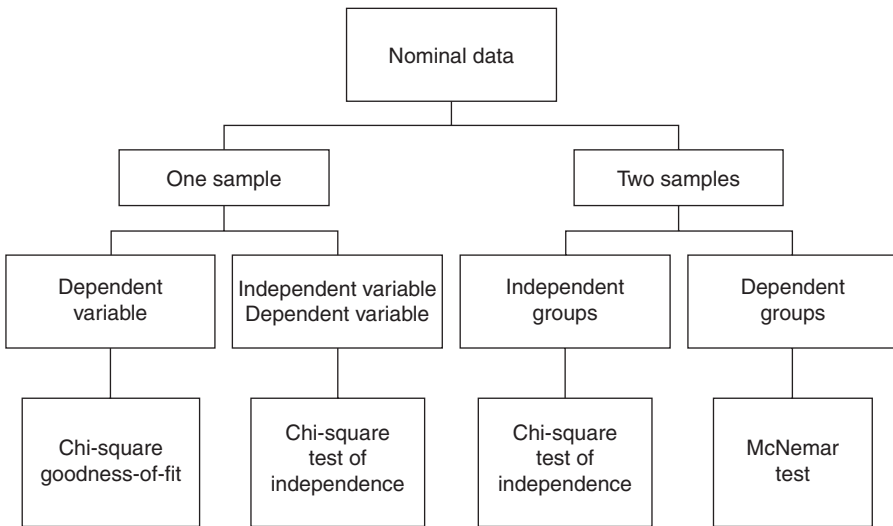 Nominal data
One sample
Two samples
Dependent
variable
Independent variable
Dependent variable
Independent
groups
Dependent
groups
Chi-square
goodness-of-fit
Chi-square
test of
independence
Chi-square
test of
independence
McNemar
test